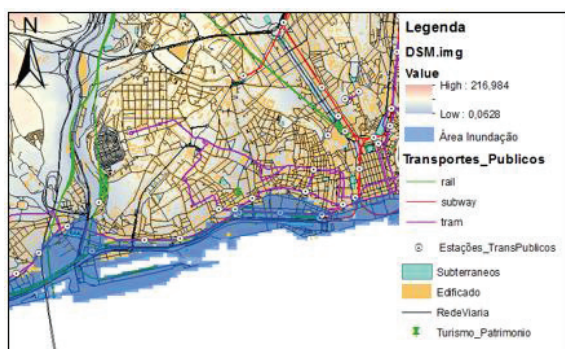 N
Legenda
DSM.img
Value
High : 216,984
Low : 0,0628
Área Inundação
Transportes_Publicos
rail
subway
tram
Estações_TransPublicos
Subterraneos
Edificado
RedeViaria
Turismo_Patrimonio